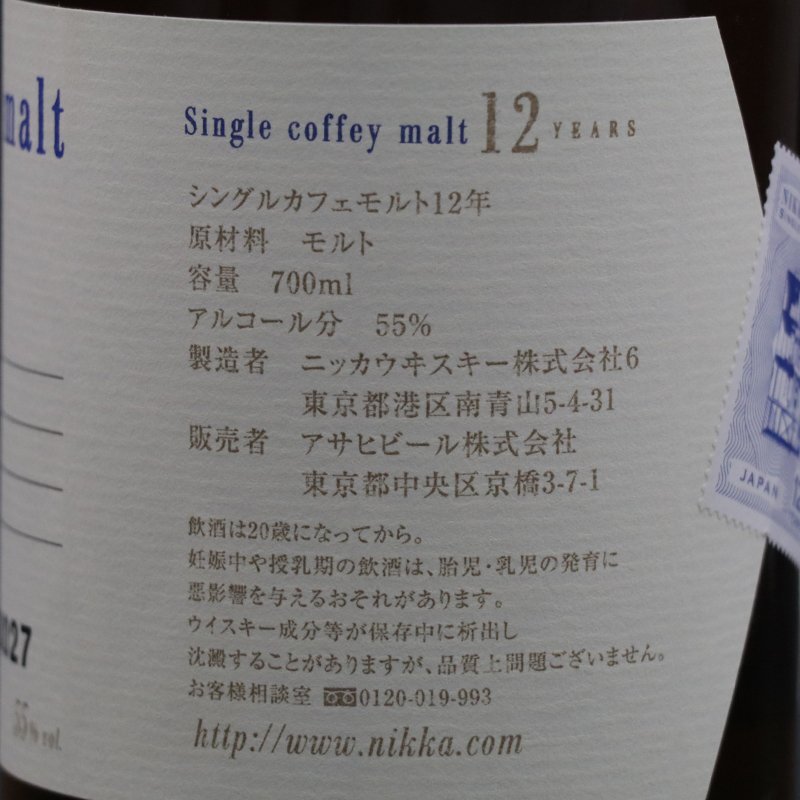 malt
Single coffey malt 12 YEARS
シングルカフェモルト12年
原材料 モルト
容量 700ml
アルコール分 55%
製造者 ニッカウヰスキー株式会社6
東京都港区南青山5-4-31
販売者 アサヒビール株式会社
東京都中央区京橋3-7-1
飲酒は20歳になってから。
妊娠中や授乳期の飲酒は、胎児・乳児の発育に
悪影響を与えるおそれがあります。
ウイスキー成分等が保存中に析出し
沈澱することがありますが、品質上問題ございません。
お客様相談室 0120-019-993
http://www.nikka.com
27
55% vol.
JAPAN